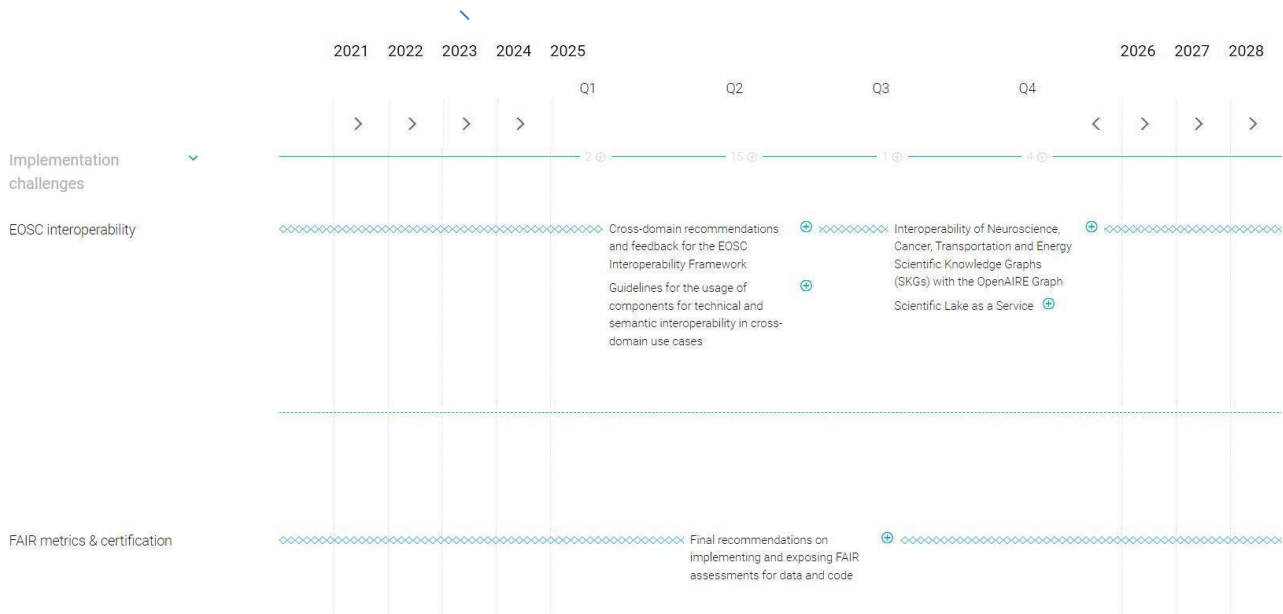 2021 2022 2023 2024 2025 2026 2027 2028
Q1 Q2 Q3 Q4
Implementation
challenges
2 15 1 4
EOSC interoperability
Cross-domain recommendations
and feedback for the EOSC
Interoperability Framework
Guidelines for the usage of
components for technical and
semantic interoperability in cross-
domain use cases
Interoperability of Neuroscience,
Cancer, Transportation and Energy
Scientific Knowledge Graphs
(SKGs) with the OpenAIRE Graph
Scientific Lake as a Service
FAIR metrics & certification
Final recommendations on
implementing and exposing FAIR
assessments for data and code